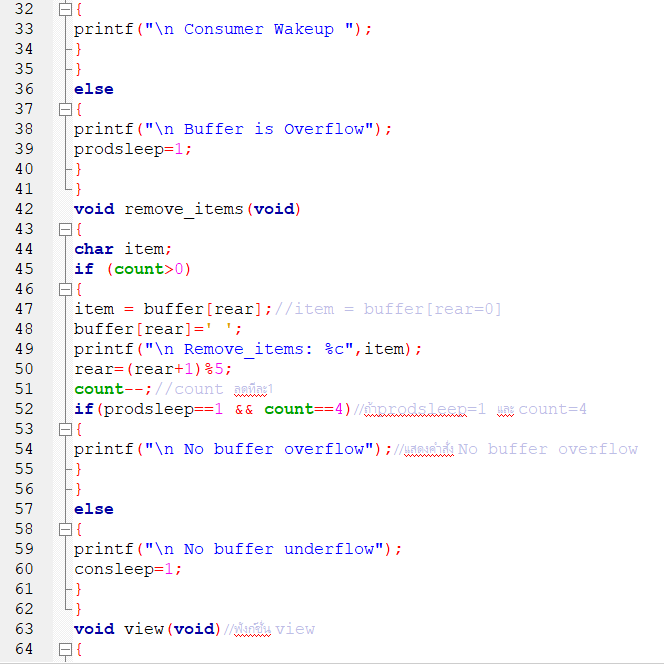 32 {
33 printf("\n Consumer Wakeup ");
34 }
35 }
36 else
37 {
38 printf("\n Buffer is Overflow");
39 prodsleep=1;
40 }
41 }
42 void remove_items(void)
43 {
44 char item;
45 if (count>0)
46 {
47 item = buffer[rear];//item = buffer[rear=0]
48 buffer[rear]=' ';
49 printf("\n Remove_items: %c",item);
50 rear=(rear+1)%5;
51 count--;//count ลดทีละ1
52 if(prodsleep==1 && count==4)//ถ้าprodsleep=1 และ count=4
53 {
54 printf("\n No buffer overflow");//แสดงคำสั่ง No buffer overflow
55 }
56 }
57 else
58 {
59 printf("\n No buffer underflow");
60 consleep=1;
61 }
62 }
63 void view(void)//ฟังก์ชั่น view
64 {